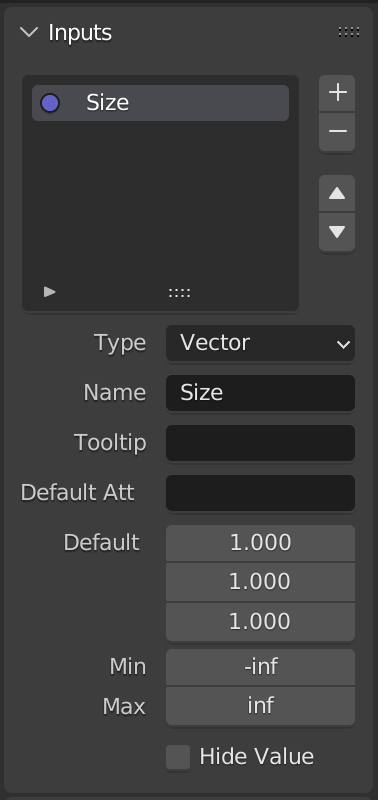 Inputs
Size
Type Vector
Name Size
Tooltip
Default Att
Default 1.000
1.000
1.000
Min -inf
Max inf
Hide Value